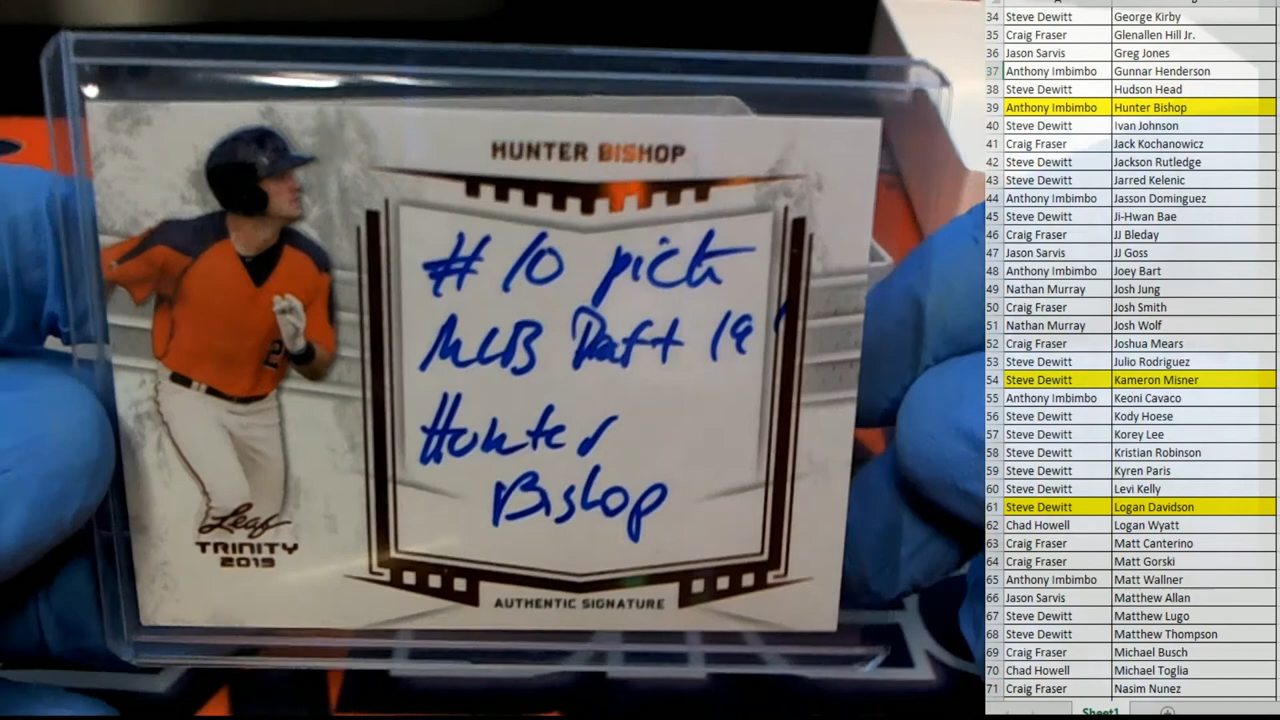 HUNTER BISHOP
# 10 pick
MLB Draft 19'
Hunter
Bishop
Leaf
TRINITY
2019
AUTHENTIC SIGNATURE
2
34 Steve Dewitt George Kirby
35 Craig Fraser Glenallen Hill Jr.
36 Jason Sarvis Greg Jones
37 Anthony Imbimbo Gunnar Henderson
38 Steve Dewitt Hudson Head
39 Anthony Imbimbo Hunter Bishop
40 Steve Dewitt Ivan Johnson
41 Craig Fraser Jack Kochanowicz
42 Steve Dewitt Jackson Rutledge
43 Steve Dewitt Jarred Kelenic
44 Anthony Imbimbo Jasson Dominguez
45 Steve Dewitt Ji-Hwan Bae
46 Craig Fraser JJ Bleday
47 Jason Sarvis JJ Goss
48 Anthony Imbimbo Joey Bart
49 Nathan Murray Josh Jung
50 Craig Fraser Josh Smith
51 Nathan Murray Josh Wolf
52 Craig Fraser Joshua Mears
53 Steve Dewitt Julio Rodriguez
54 Steve Dewitt Kameron Misner
55 Anthony Imbimbo Keoni Cavaco
56 Steve Dewitt Kody Hoese
57 Steve Dewitt Korey Lee
58 Steve Dewitt Kristian Robinson
59 Steve Dewitt Kyren Paris
60 Steve Dewitt Levi Kelly
61 Steve Dewitt Logan Davidson
62 Chad Howell Logan Wyatt
63 Craig Fraser Matt Canterino
64 Craig Fraser Matt Gorski
65 Anthony Imbimbo Matt Wallner
66 Jason Sarvis Matthew Allan
67 Steve Dewitt Matthew Lugo
68 Steve Dewitt Matthew Thompson
69 Craig Fraser Michael Busch
70 Chad Howell Michael Toglia
71 Craig Fraser Nasim Nunez
Sheet1